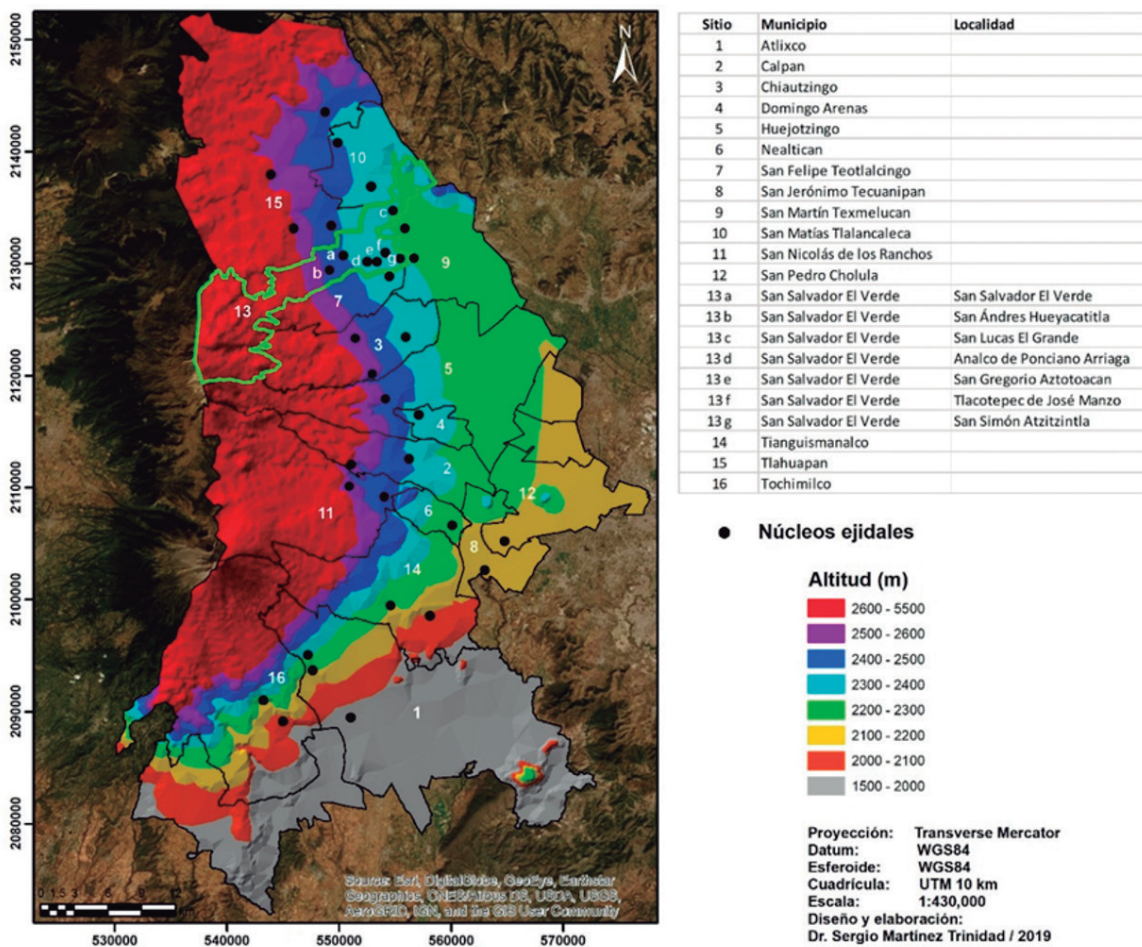 2150000
2140000
2130000
2120000
2110000
2100000
2090000
2080000
530000
540000
550000
560000
570000
N
10
15
c
f
a
e
d
g
9
b
13
7
3
5
4
2
12
11
6
8
14
16
1
0 1.5 3 6 9 12
Source: Esri, DigitalGlobe, GeoEye, Earthstar
Geographics, CNES/Airbus DS, USDA, USGS,
AeroGRID, IGN, and the GIS User Community
Sitio Municipio Localidad
1 Atlixco
2 Calpan
3 Chiautzingo
4 Domingo Arenas
5 Huejotzingo
6 Nealtican
7 San Felipe Teotlalcingo
8 San Jerónimo Tecuanipan
9 San Martín Texmelucan
10 San Matías Tlalancaleca
11 San Nicolás de los Ranchos
12 San Pedro Cholula
13 a San Salvador El Verde San Salvador El Verde
13 b San Salvador El Verde San Ándres Hueyacatitla
13 c San Salvador El Verde San Lucas El Grande
13 d San Salvador El Verde Analco de Ponciano Arriaga
13 e San Salvador El Verde San Gregorio Aztotoacan
13 f San Salvador El Verde Tlacotepec de José Manzo
13 g San Salvador El Verde San Simón Atzitzintla
14 Tianguismanalco
15 Tlahuapan
16 Tochimilco
Núcleos ejidales
Altitud (m)
2600 - 5500
2500 - 2600
2400 - 2500
2300 - 2400
2200 - 2300
2100 - 2200
2000 - 2100
1500 - 2000
Proyección: Transverse Mercator
Datum: WGS84
Esferoide: WGS84
Cuadrícula: UTM 10 km
Escala: 1:430,000
Diseño y elaboración:
Dr. Sergio Martínez Trinidad / 2019